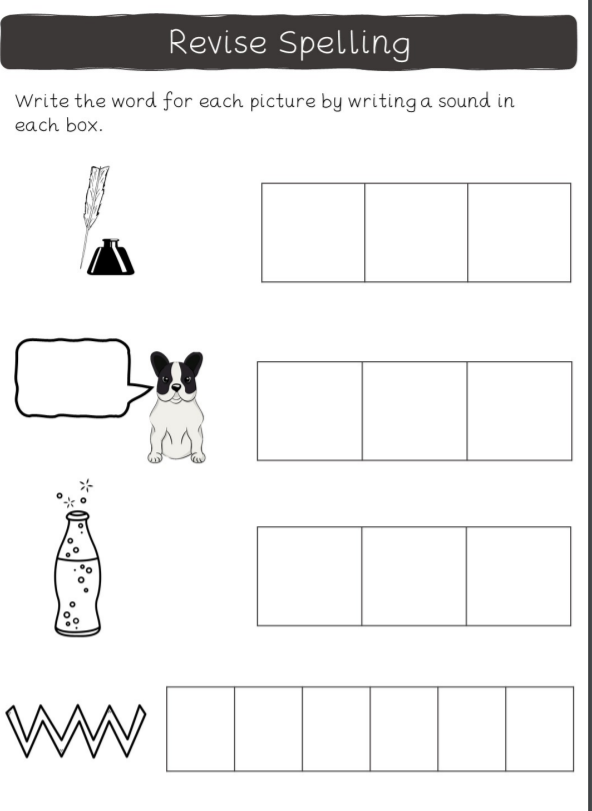 Revise Spelling
Write the word for each picture by writing a sound in
each box.